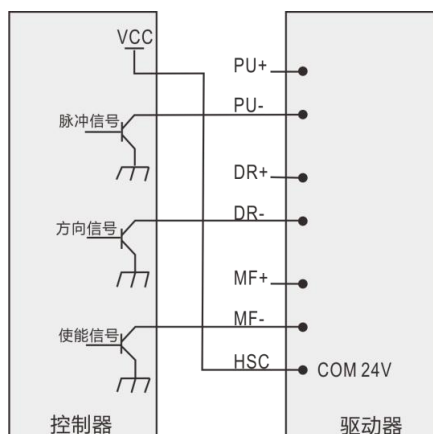 VCC
PU+
PU-
脉冲信号
DR+
DR-
方向信号
MF+
MF-
使能信号
HSC
COM 24V
控制器
驱动器